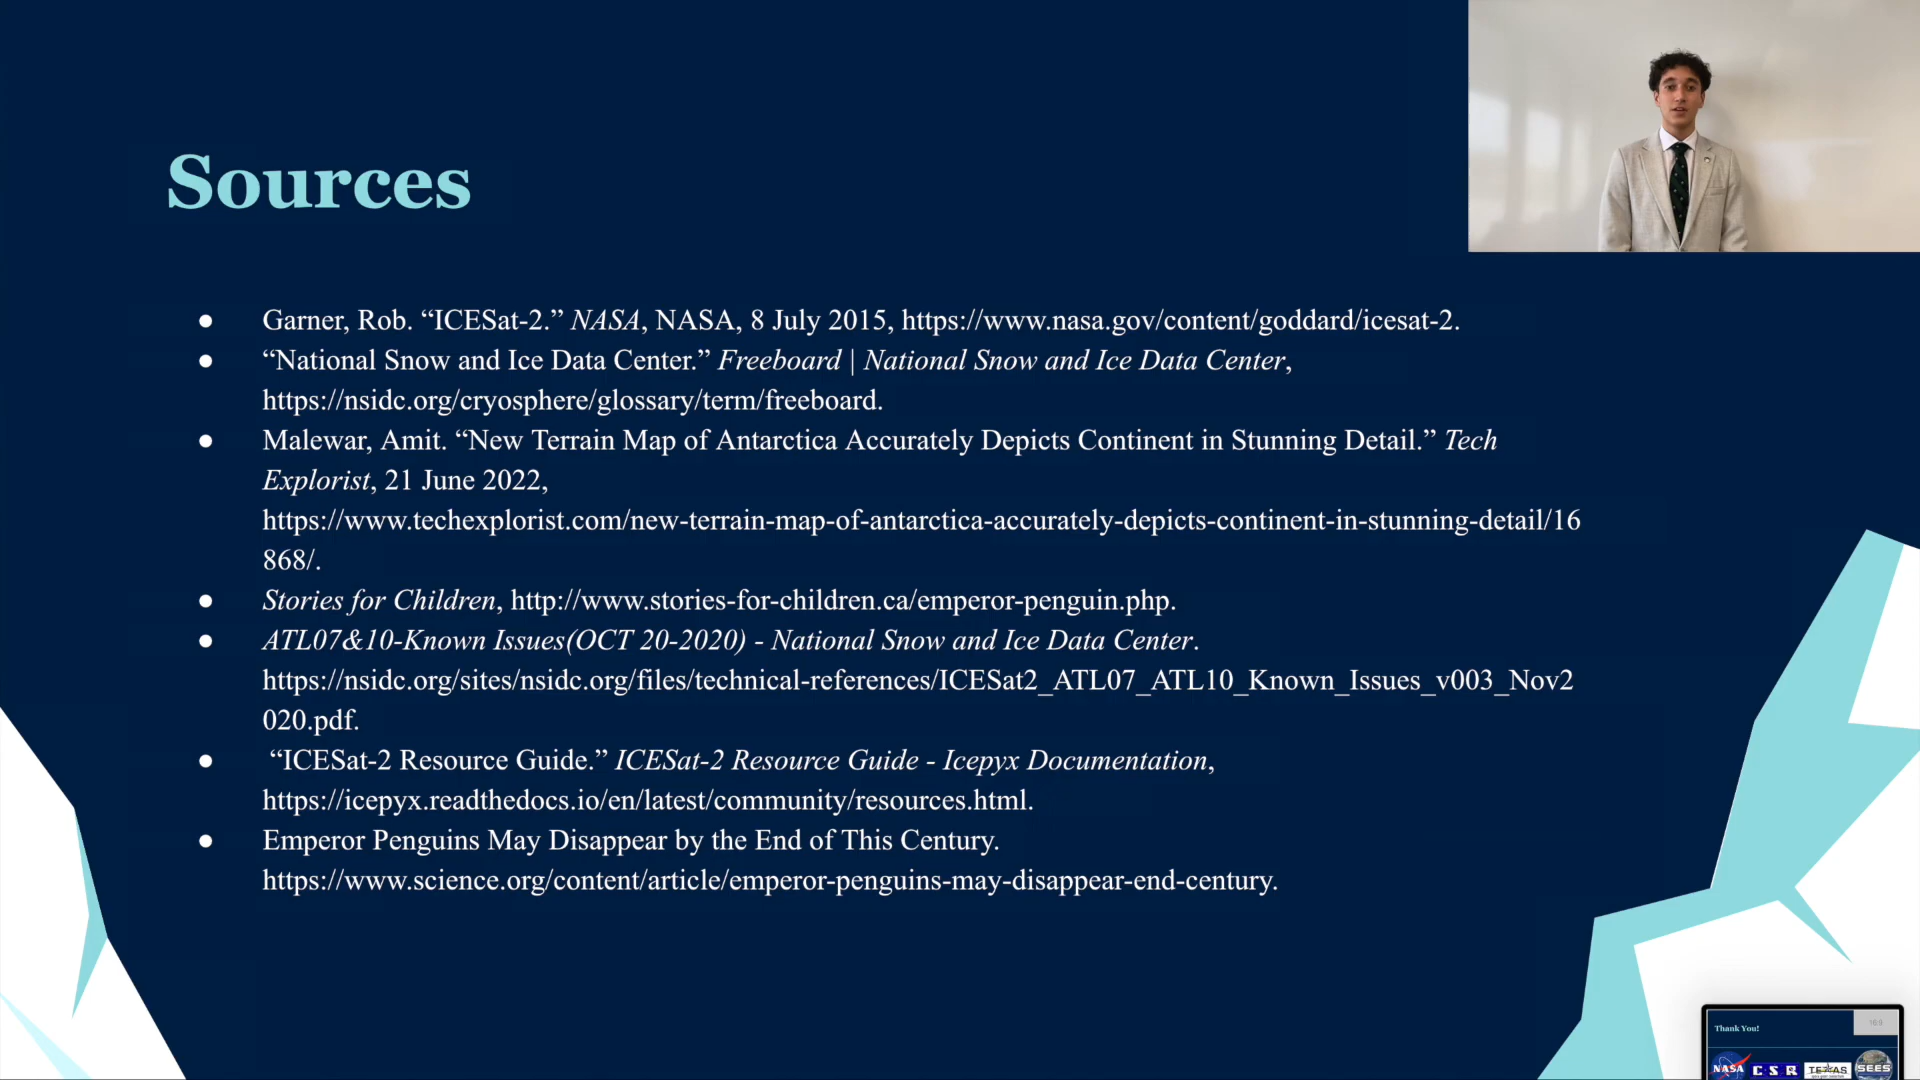 Sources
● Garner, Rob. “ICESat-2.” NASA, NASA, 8 July 2015, https://www.nasa.gov/content/goddard/icesat-2.
● “National Snow and Ice Data Center.” Freeboard | National Snow and Ice Data Center,
https://nsidc.org/cryosphere/glossary/term/freeboard.
● Malewar, Amit. “New Terrain Map of Antarctica Accurately Depicts Continent in Stunning Detail.” Tech
Explorist, 21 June 2022,
https://www.techexplorist.com/new-terrain-map-of-antarctica-accurately-depicts-continent-in-stunning-detail/16
868/.
● Stories for Children, http://www.stories-for-children.ca/emperor-penguin.php.
● ATL07&10-Known Issues(OCT 20-2020) - National Snow and Ice Data Center.
https://nsidc.org/sites/nsidc.org/files/technical-references/ICESat2_ATL07_ATL10_Known_Issues_v003_Nov2
020.pdf.
● “ICESat-2 Resource Guide.” ICESat-2 Resource Guide - Icepyx Documentation,
https://icepyx.readthedocs.io/en/latest/community/resources.html.
● Emperor Penguins May Disappear by the End of This Century.
https://www.science.org/content/article/emperor-penguins-may-disappear-end-century.
Thank You!
NASA CSR TEXAS SEES